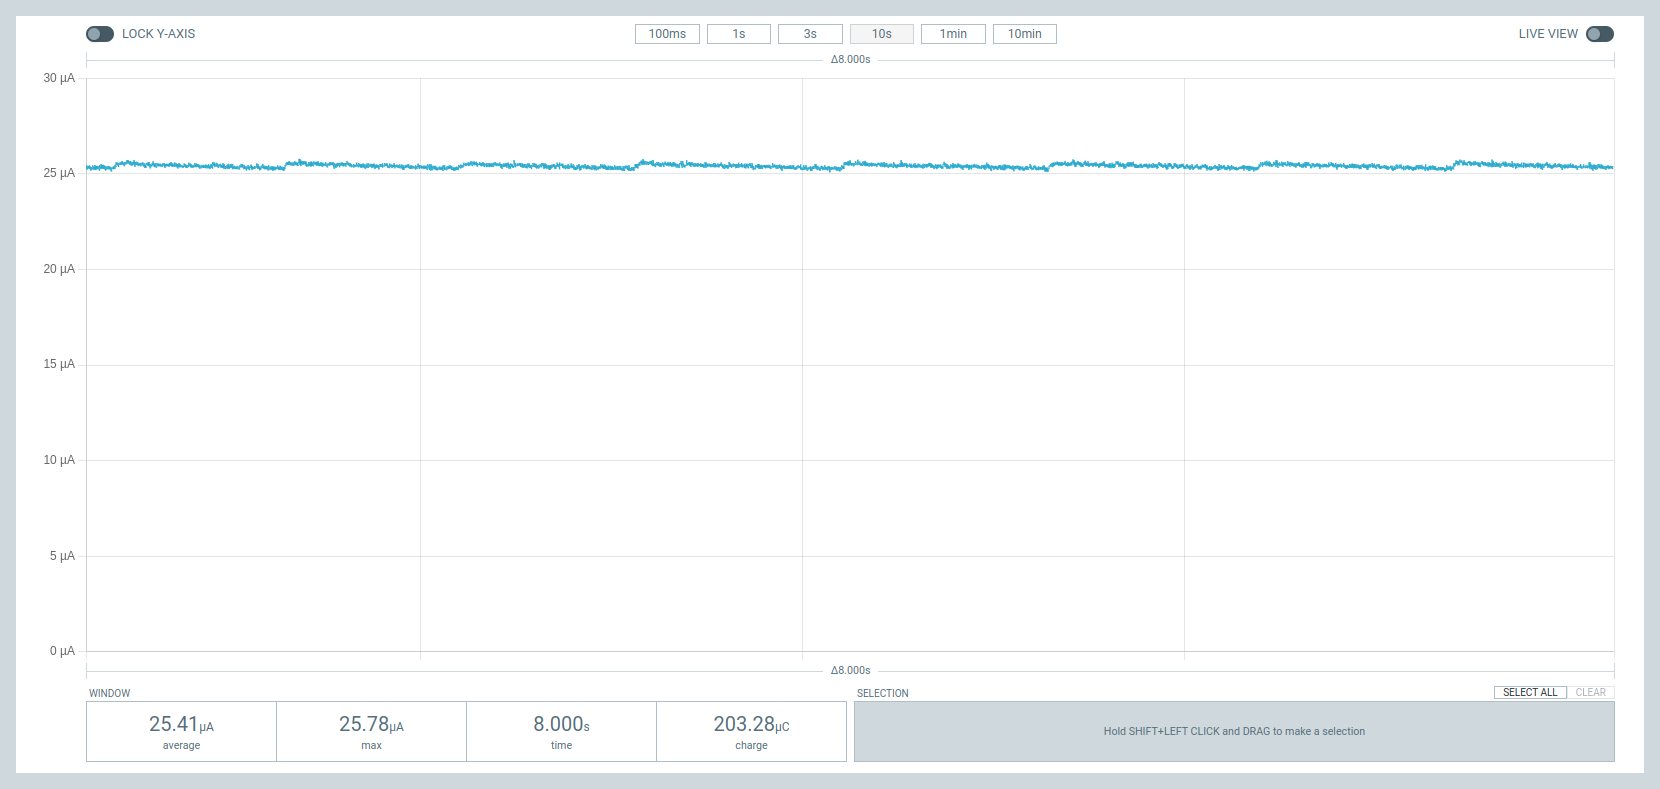 LOCK Y-AXIS 100ms 1s 3s 10s 1min 10min LIVE VIEW
Δ8.000s
30 µA
25 µA
20 µA
15 µA
10 µA
5 µA
0 µA
Δ8.000s
WINDOW SELECTION SELECT ALL CLEAR
25.41µA 25.78µA 8.000s 203.28µC
average max time charge
Hold SHIFT+LEFT CLICK and DRAG to make a selection